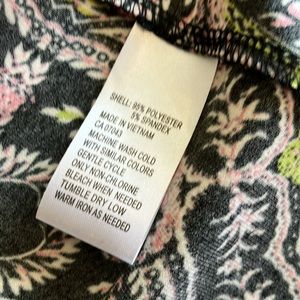 SHELL: 95% POLYESTER
5% SPANDEX
MADE IN VIETNAM
CA 07043
MACHINE WASH COLD
WITH SIMILAR COLORS
GENTLE CYCLE
ONLY NON-CHLORINE
BLEACH WHEN NEEDED
TUMBLE DRY LOW
WARM IRON AS NEEDED